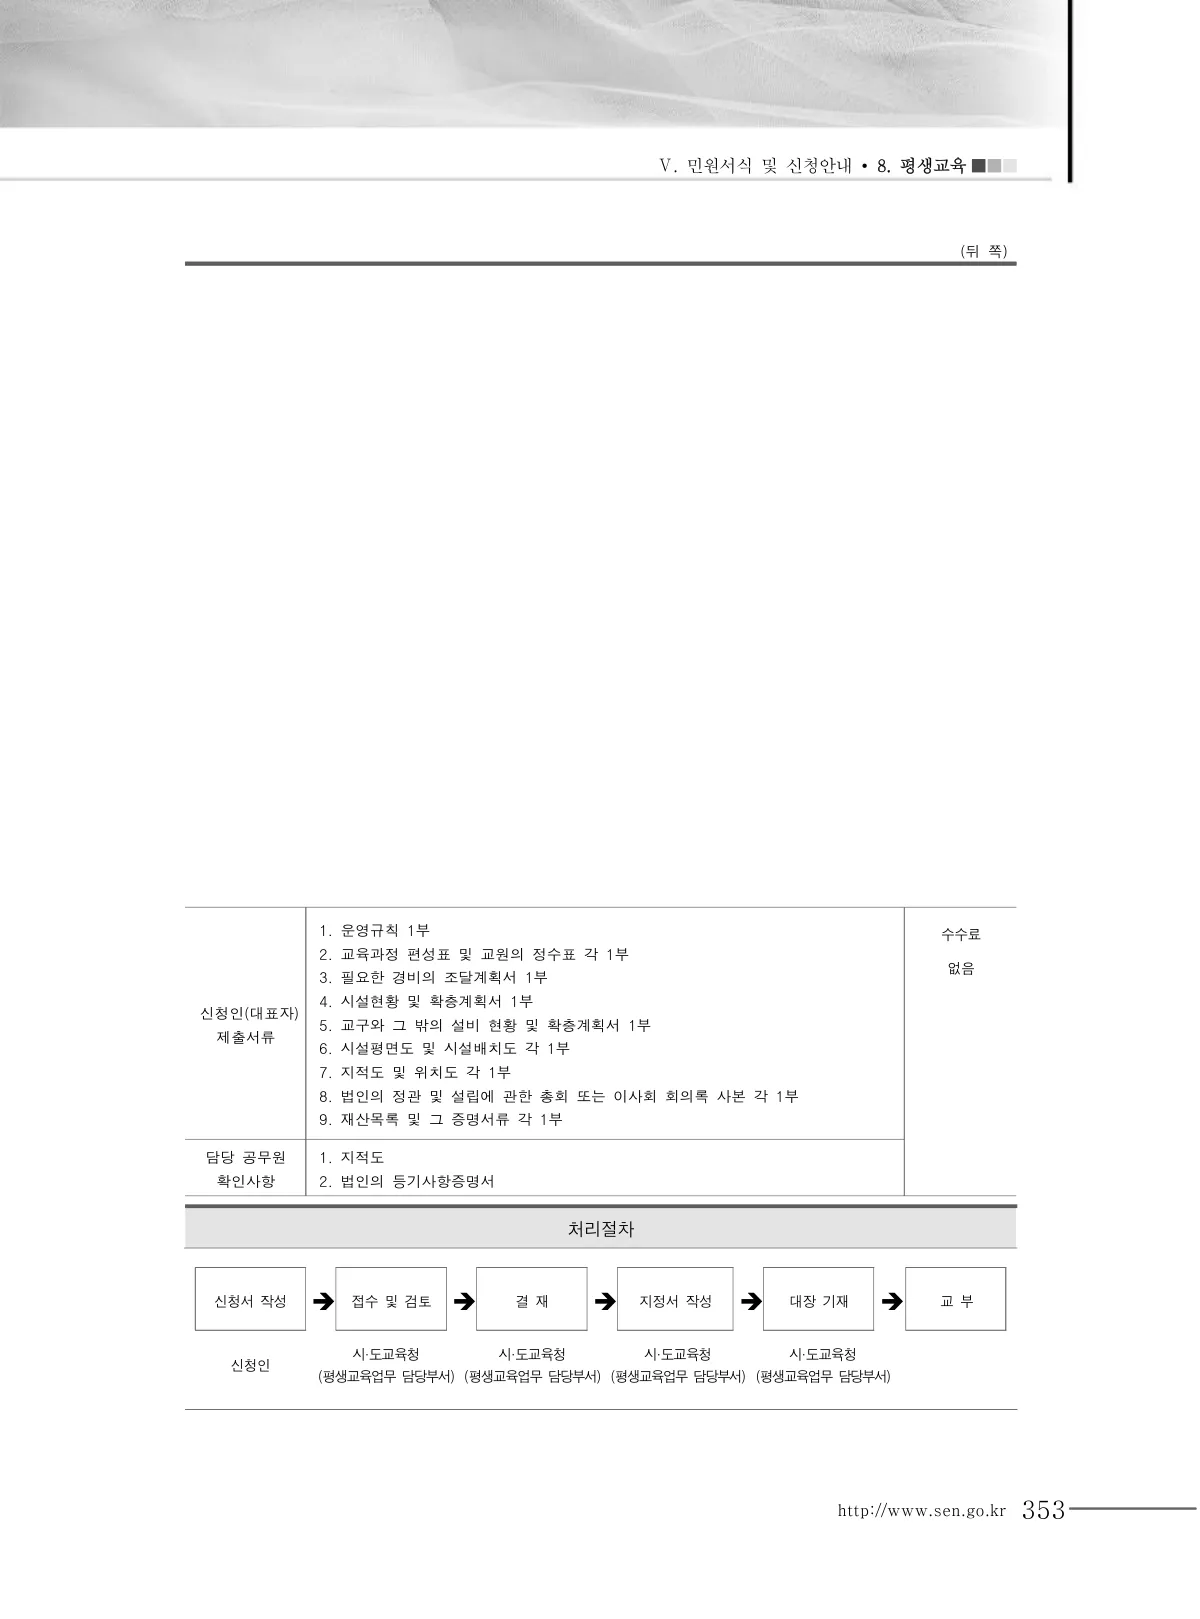 Ⅴ. 민원서식 및 신청안내 • 8. 평생교육
(뒤 쪽)
신청인(대표자)
제출서류
1. 운영규칙 1부
2. 교육과정 편성표 및 교원의 정수표 각 1부
3. 필요한 경비의 조달계획서 1부
4. 시설현황 및 확충계획서 1부
5. 교구와 그 밖의 설비 현황 및 확충계획서 1부
6. 시설평면도 및 시설배치도 각 1부
7. 지적도 및 위치도 각 1부
8. 법인의 정관 및 설립에 관한 총회 또는 이사회 회의록 사본 각 1부
9. 재산목록 및 그 증명서류 각 1부
수수료
없음
담당 공무원
확인사항
1. 지적도
2. 법인의 등기사항증명서
처리절차
신청서 작성 ➔ 접수 및 검토 ➔ 결 재 ➔ 지정서 작성 ➔ 대장 기재 ➔ 교 부
신청인
시·도교육청
(평생교육업무 담당부서)
시·도교육청
(평생교육업무 담당부서)
시·도교육청
(평생교육업무 담당부서)
시·도교육청
(평생교육업무 담당부서)
http://www.sen.go.kr 353